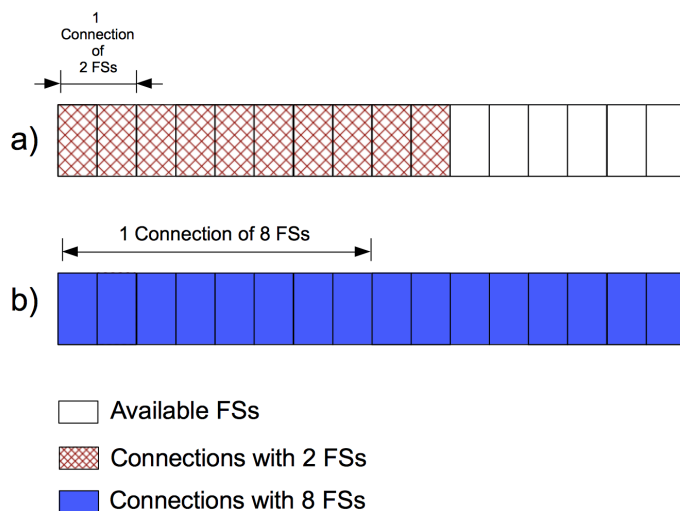 1
Connection
of
2 FSs
a)
1 Connection of 8 FSs
b)
Available FSs
Connections with 2 FSs
Connections with 8 FSs